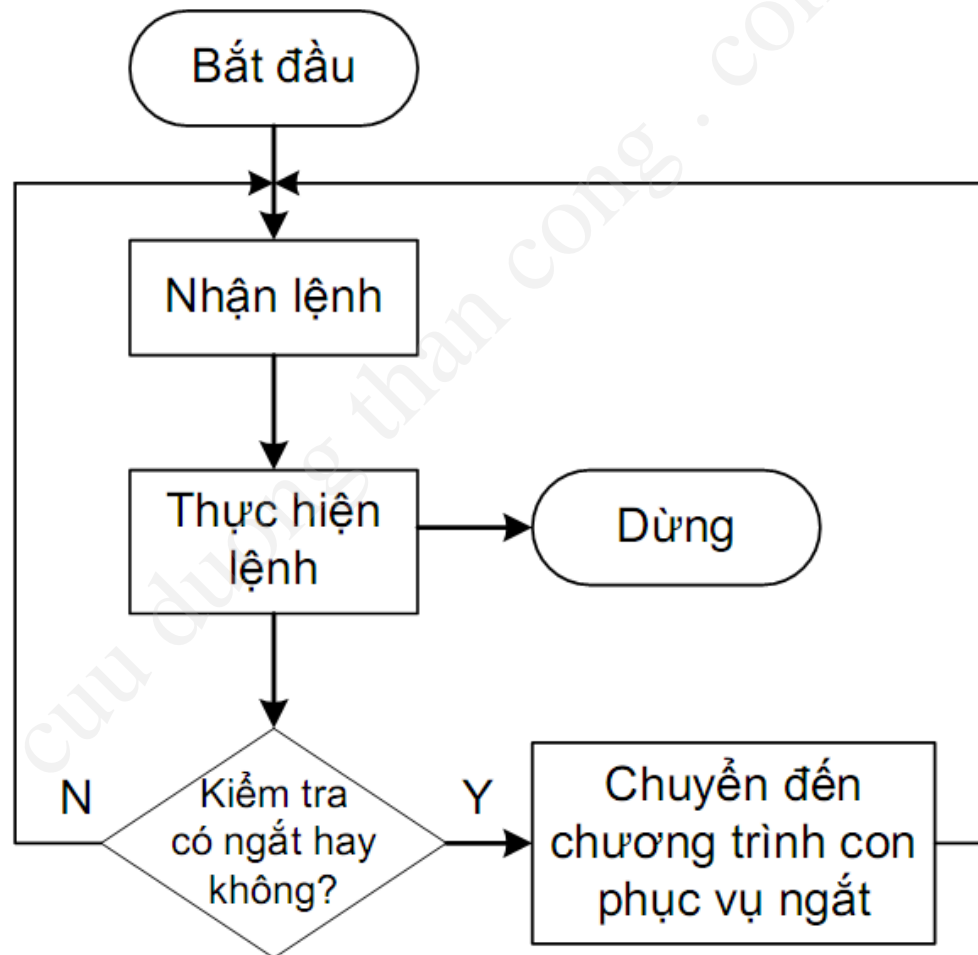 Bắt đầu
Nhận lệnh
Thực hiện
lệnh
Dừng
Kiểm tra
có ngắt hay
không?
N
Y
Chuyển đến
chương trình con
phục vụ ngắt
cuu duong than cong . com